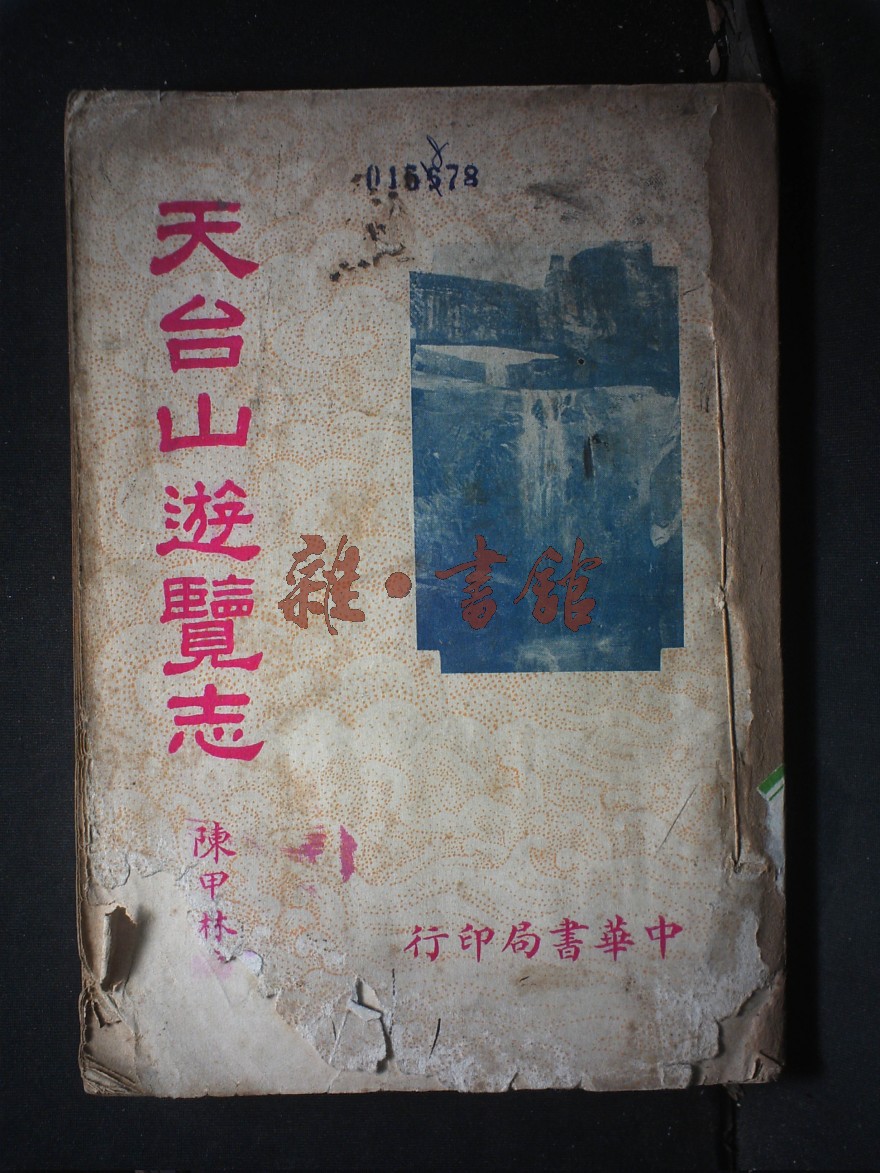 天台山遊覽志
陳甲林
中華書局印行
雜·書館